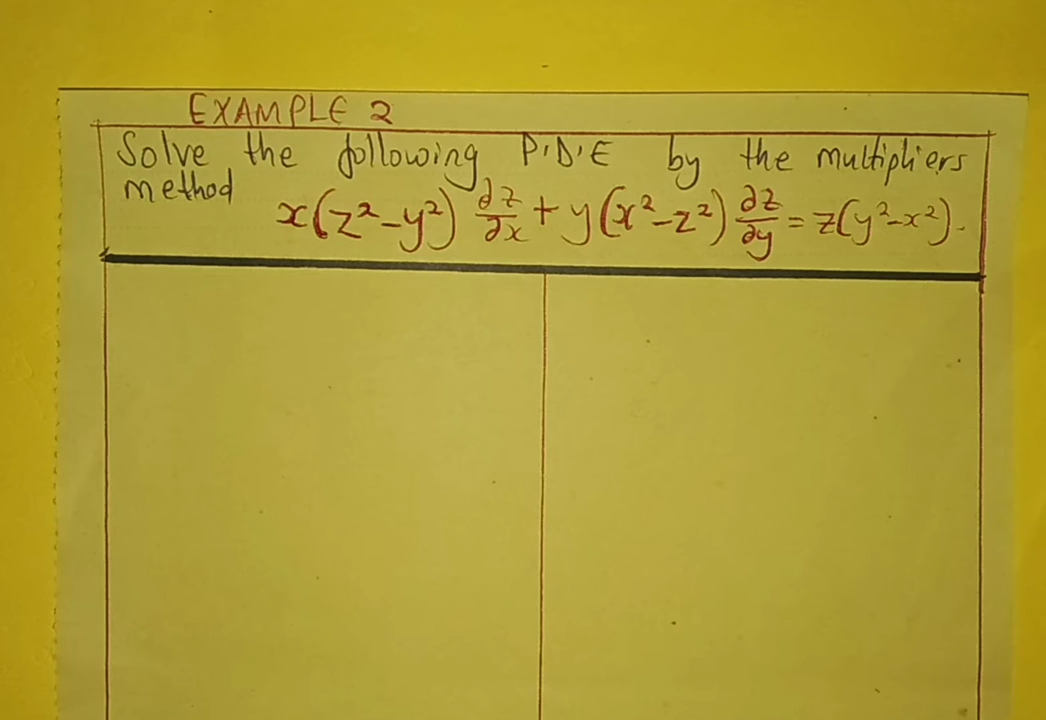 EXAMPLE 2
Solve the following P.D.E by the multipliers
method
x(z²-y²) ∂z/∂x + y(x²-z²) ∂z/∂y = z(y²-x²).